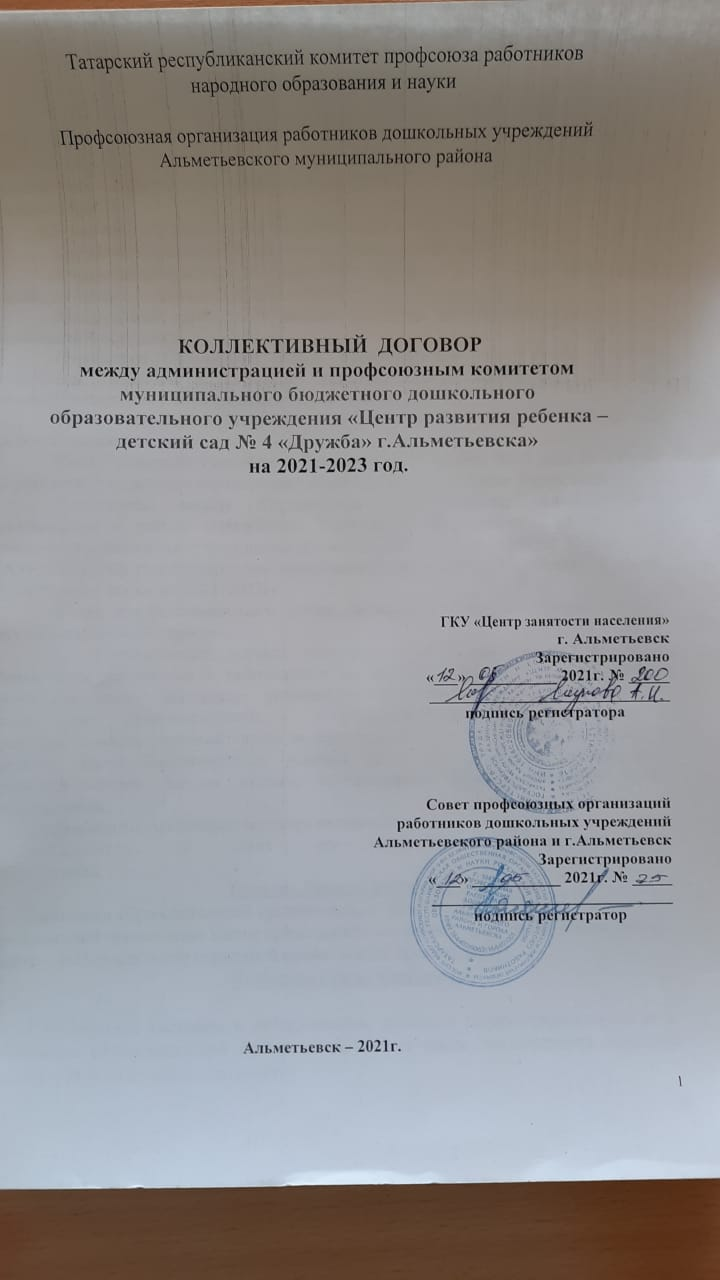 Татарский республиканский комитет профсоюза работников
народного образования и науки
Профсоюзная организация работников дошкольных учреждений
Альметьевского муниципального района
КОЛЛЕКТИВНЫЙ ДОГОВОР
между администрацией и профсоюзным комитетом
муниципального бюджетного дошкольного
образовательного учреждения «Центр развития ребенка –
детский сад № 4 «Дружба» г.Альметьевска»
на 2021-2023 год.
ГКУ «Центр занятости населения»
г. Альметьевск
Зарегистрировано
«12» 05 2021г. № 200
подпись регистратора
Совет профсоюзных организаций
работников дошкольных учреждений
Альметьевского района и г.Альметьевск
Зарегистрировано
«12» 05 2021г. № 25
подпись регистратор
Альметьевск – 2021г.
1